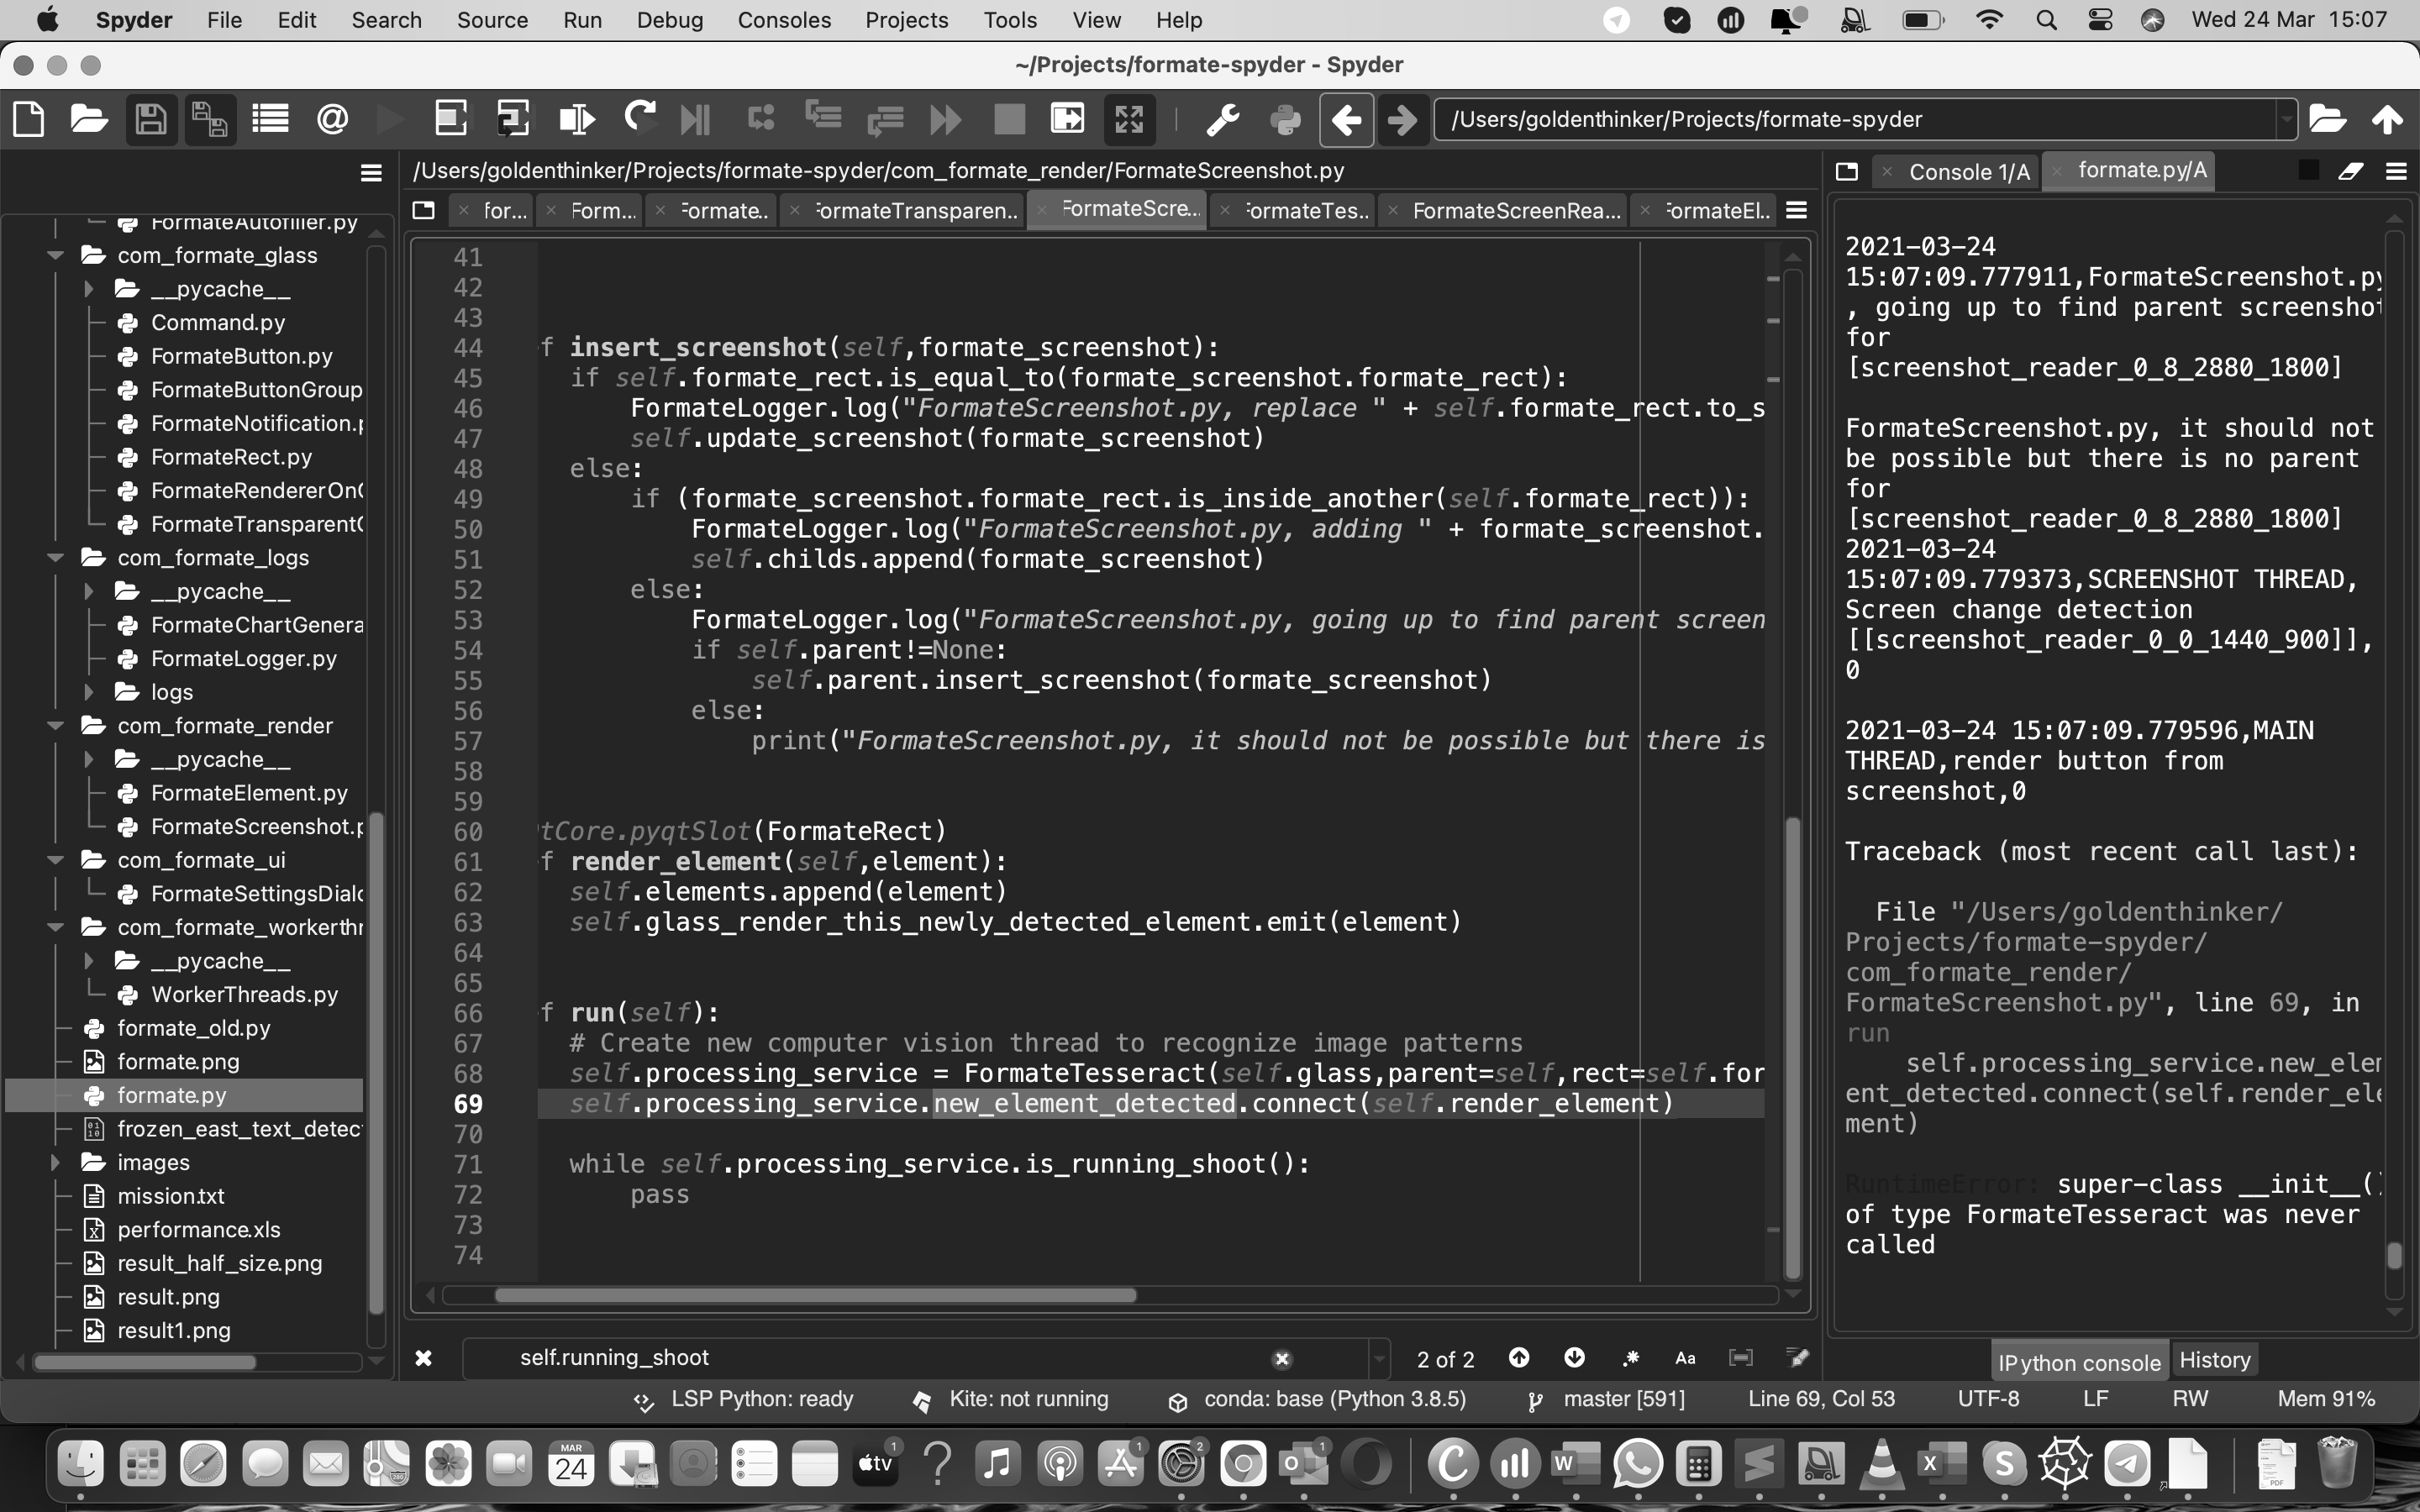 Spyder File Edit Search Source Run Debug Consoles Projects Tools View Help Wed 24 Mar 15:07
~/Projects/formate-spyder - Spyder
/Users/goldenthinker/Projects/formate-spyder
FormateAutofiller.py
com_formate_glass
__pycache__
Command.py
FormateButton.py
FormateButtonGroup
FormateNotification.p
FormateRect.py
FormateRendererOn
FormateTransparent
com_formate_logs
__pycache__
FormateChartGenera
FormateLogger.py
logs
com_formate_render
__pycache__
FormateElement.py
FormateScreenshot.p
com_formate_ui
FormateSettingsDialo
com_formate_workerthr
__pycache__
WorkerThreads.py
formate_old.py
formate.png
formate.py
frozen_east_text_detec
images
mission.txt
performance.xls
result_half_size.png
result.png
result1.png
/Users/goldenthinker/Projects/formate-spyder/com_formate_render/FormateScreenshot.py
for... Form... Formate.. FormateTransparen.. FormateScre... FormateTes.. FormateScreenRea... FormateEl..
41
42
43
44 f insert_screenshot(self,formate_screenshot):
45 if self.formate_rect.is_equal_to(formate_screenshot.formate_rect):
46 FormateLogger.log("FormateScreenshot.py, replace " + self.formate_rect.to_s
47 self.update_screenshot(formate_screenshot)
48 else:
49 if (formate_screenshot.formate_rect.is_inside_another(self.formate_rect)):
50 FormateLogger.log("FormateScreenshot.py, adding " + formate_screenshot.
51 self.childs.append(formate_screenshot)
52 else:
53 FormateLogger.log("FormateScreenshot.py, going up to find parent screen
54 if self.parent!=None:
55 self.parent.insert_screenshot(formate_screenshot)
56 else:
57 print("FormateScreenshot.py, it should not be possible but there is
58
59
60 tCore.pyqtSlot(FormateRect)
61 f render_element(self,element):
62 self.elements.append(element)
63 self.glass_render_this_newly_detected_element.emit(element)
64
65
66 f run(self):
67 # Create new computer vision thread to recognize image patterns
68 self.processing_service = FormateTesseract(self.glass,parent=self,rect=self.for
69 self.processing_service.new_element_detected.connect(self.render_element)
70
71 while self.processing_service.is_running_shoot():
72 pass
73
74
self.running_shoot 2 of 2 Aa
Console 1/A formate.py/A
2021-03-24
15:07:09.777911,FormateScreenshot.py
, going up to find parent screenshot
for
[screenshot_reader_0_8_2880_1800]
FormateScreenshot.py, it should not
be possible but there is no parent
for
[screenshot_reader_0_8_2880_1800]
2021-03-24
15:07:09.779373,SCREENSHOT THREAD,
Screen change detection
[[screenshot_reader_0_0_1440_900]],
0
2021-03-24 15:07:09.779596,MAIN
THREAD,render button from
screenshot,0
Traceback (most recent call last):
File "/Users/goldenthinker/
Projects/formate-spyder/
com_formate_render/
FormateScreenshot.py", line 69, in
run
self.processing_service.new_elem
ent_detected.connect(self.render_ele
ment)
RuntimeError: super-class __init__()
of type FormateTesseract was never
called
IPython console History
LSP Python: ready Kite: not running conda: base (Python 3.8.5) master [591] Line 69, Col 53 UTF-8 LF RW Mem 91%
MAR
24
tv
1
1
2
1
PDF